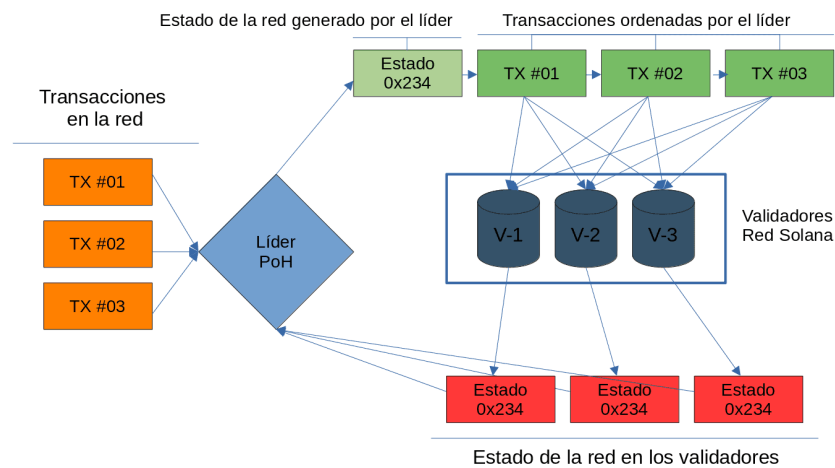 Estado de la red generado por el líder
Transacciones ordenadas por el líder
Estado
0x234
TX #01
TX #02
TX #03
Transacciones
en la red
TX #01
TX #02
TX #03
Líder
PoH
V-1
V-2
V-3
Validadores
Red Solana
Estado
0x234
Estado
0x234
Estado
0x234
Estado de la red en los validadores